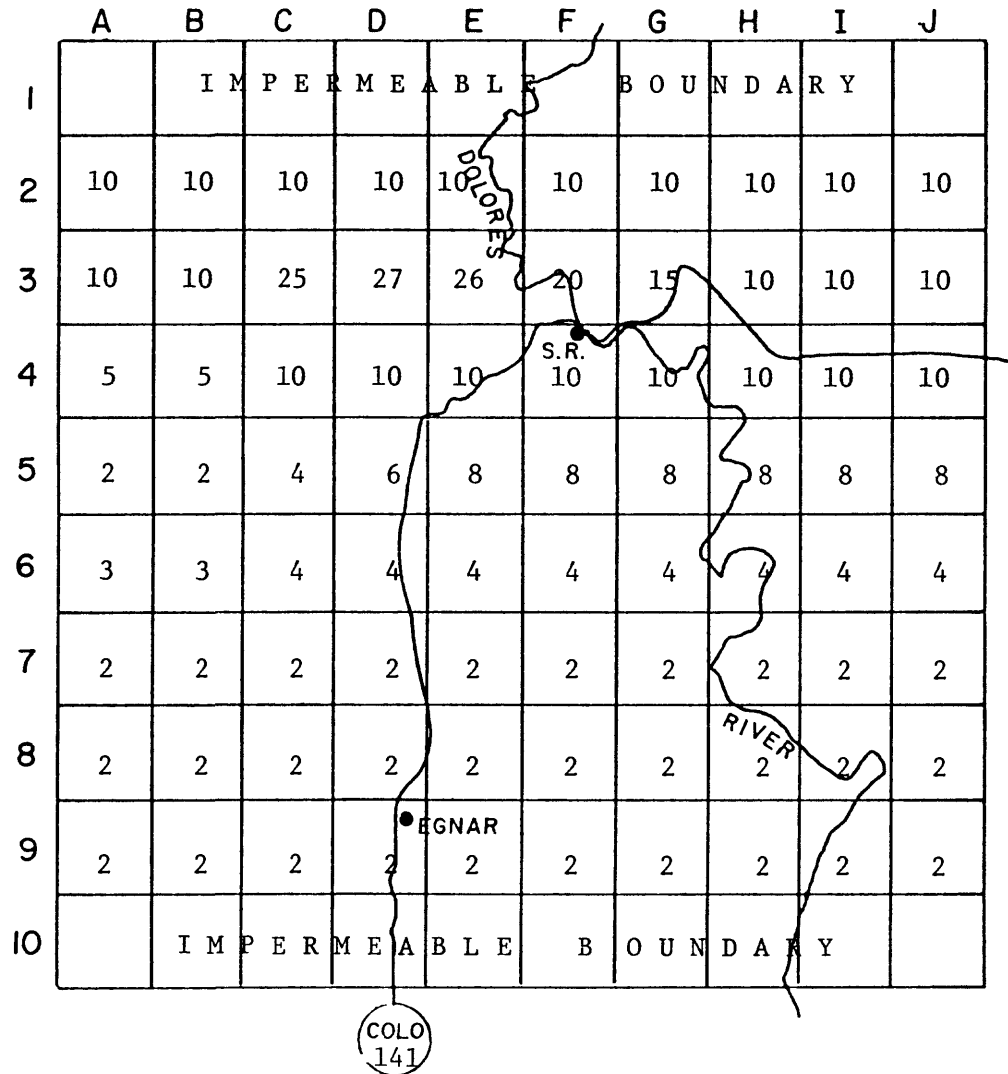 A B C D E F G H I J
1 IMPERMEABLE BOUNDARY
2 10 10 10 10 10 10 10 10 10 10
DOLORES
3 10 10 25 27 26 20 15 10 10 10
S.R.
4 5 5 10 10 10 10 10 10 10 10
5 2 2 4 6 8 8 8 8 8 8
6 3 3 4 4 4 4 4 4 4 4
7 2 2 2 2 2 2 2 2 2 2
RIVER
8 2 2 2 2 2 2 2 2 2 2
EGNAR
9 2 2 2 2 2 2 2 2 2 2
10 IMPERMEABLE BOUNDARY
COLO
141